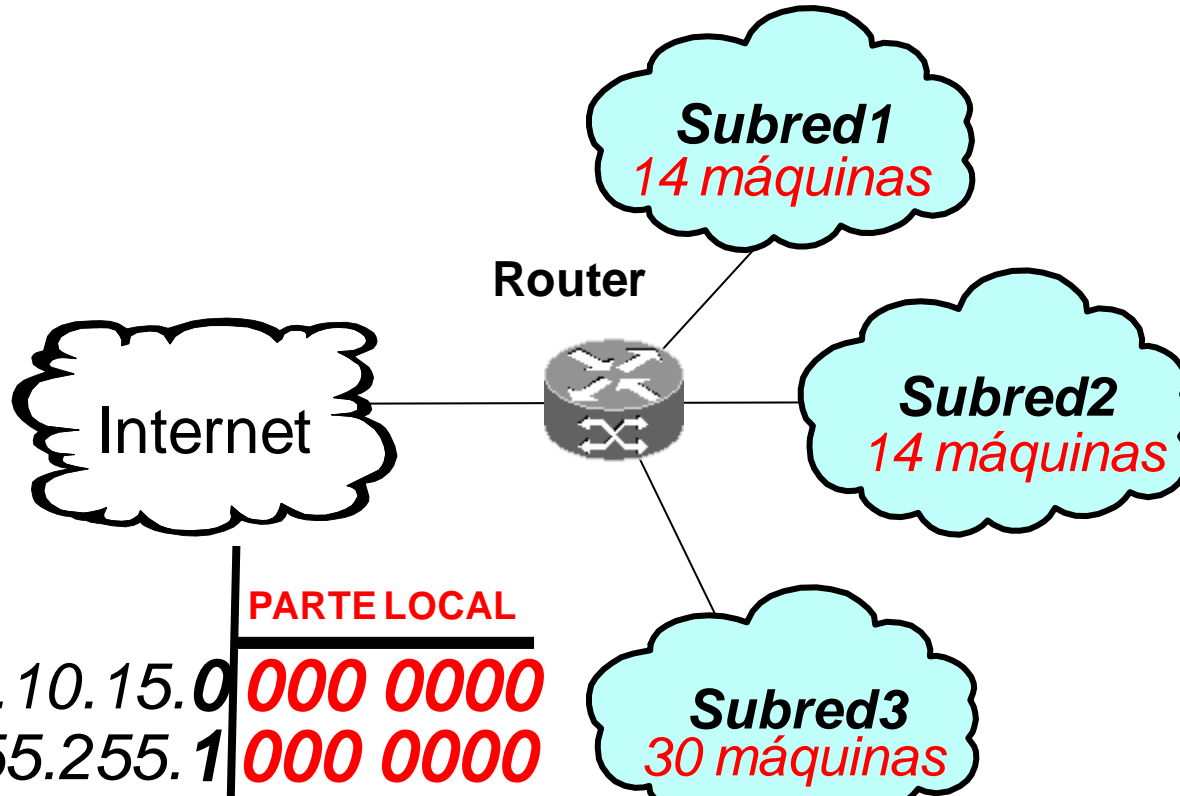 Subred1
14 máquinas
Router
Internet
Subred2
14 máquinas
PARTE LOCAL
.10.15.0 000 0000
55.255.1 000 0000
Subred3
30 máquinas